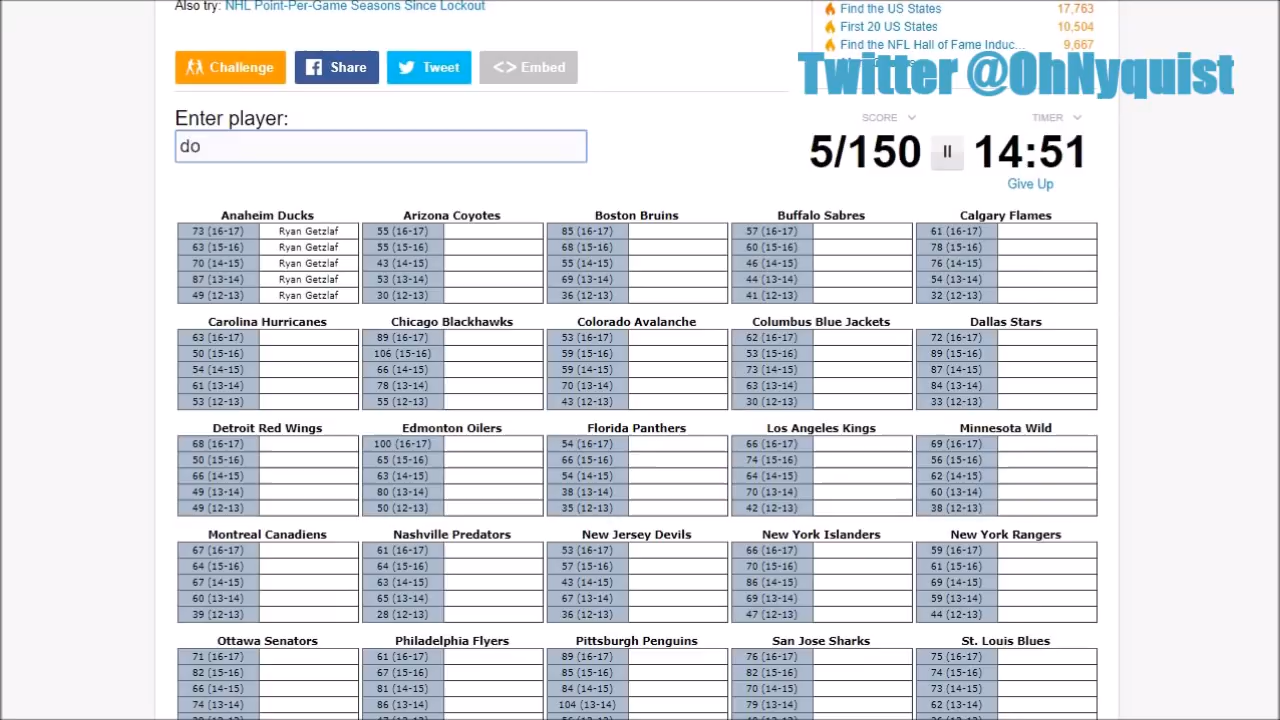 Also try: NHL Point-Per-Game Seasons Since Lockout
Find the US States 17,763
First 20 US States 10,504
Find the NFL Hall of Fame Induc... 9,667
Twitter @OhNyquist
Challenge Share Tweet <> Embed
Enter player:
do
SCORE TIMER
5/150 14:51
Give Up
Anaheim Ducks Arizona Coyotes Boston Bruins Buffalo Sabres Calgary Flames
73 (16-17) Ryan Getzlaf 55 (16-17) 85 (16-17) 57 (16-17) 61 (16-17)
63 (15-16) Ryan Getzlaf 55 (15-16) 68 (15-16) 60 (15-16) 78 (15-16)
70 (14-15) Ryan Getzlaf 43 (14-15) 55 (14-15) 46 (14-15) 76 (14-15)
87 (13-14) Ryan Getzlaf 53 (13-14) 69 (13-14) 44 (13-14) 54 (13-14)
49 (12-13) Ryan Getzlaf 30 (12-13) 36 (12-13) 41 (12-13) 32 (12-13)
Carolina Hurricanes Chicago Blackhawks Colorado Avalanche Columbus Blue Jackets Dallas Stars
63 (16-17) 89 (16-17) 53 (16-17) 62 (16-17) 72 (16-17)
50 (15-16) 106 (15-16) 59 (15-16) 53 (15-16) 89 (15-16)
54 (14-15) 66 (14-15) 59 (14-15) 73 (14-15) 87 (14-15)
61 (13-14) 78 (13-14) 70 (13-14) 63 (13-14) 84 (13-14)
53 (12-13) 55 (12-13) 43 (12-13) 30 (12-13) 33 (12-13)
Detroit Red Wings Edmonton Oilers Florida Panthers Los Angeles Kings Minnesota Wild
68 (16-17) 100 (16-17) 54 (16-17) 66 (16-17) 69 (16-17)
50 (15-16) 65 (15-16) 66 (15-16) 74 (15-16) 56 (15-16)
66 (14-15) 63 (14-15) 54 (14-15) 64 (14-15) 62 (14-15)
49 (13-14) 80 (13-14) 38 (13-14) 70 (13-14) 60 (13-14)
49 (12-13) 50 (12-13) 35 (12-13) 42 (12-13) 38 (12-13)
Montreal Canadiens Nashville Predators New Jersey Devils New York Islanders New York Rangers
67 (16-17) 61 (16-17) 53 (16-17) 66 (16-17) 59 (16-17)
64 (15-16) 64 (15-16) 57 (15-16) 70 (15-16) 61 (15-16)
67 (14-15) 63 (14-15) 43 (14-15) 86 (14-15) 69 (14-15)
60 (13-14) 65 (13-14) 67 (13-14) 69 (13-14) 59 (13-14)
39 (12-13) 28 (12-13) 36 (12-13) 47 (12-13) 44 (12-13)
Ottawa Senators Philadelphia Flyers Pittsburgh Penguins San Jose Sharks St. Louis Blues
71 (16-17) 61 (16-17) 89 (16-17) 76 (16-17) 75 (16-17)
82 (15-16) 67 (15-16) 85 (15-16) 82 (15-16) 74 (15-16)
66 (14-15) 81 (14-15) 84 (14-15) 70 (14-15) 73 (14-15)
74 (13-14) 86 (13-14) 104 (13-14) 79 (13-14) 62 (13-14)